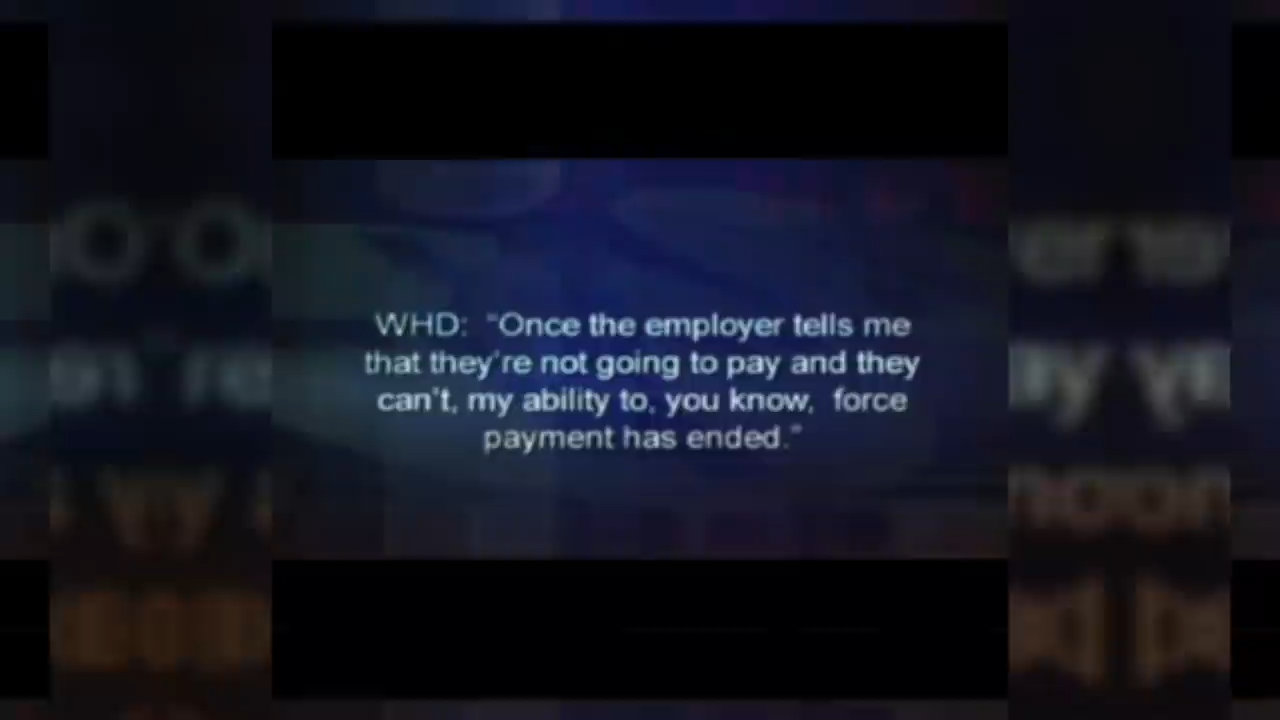 WHD:  "Once the employer tells me
that they're not going to pay and they
can't, my ability to, you know,  force
payment has ended."